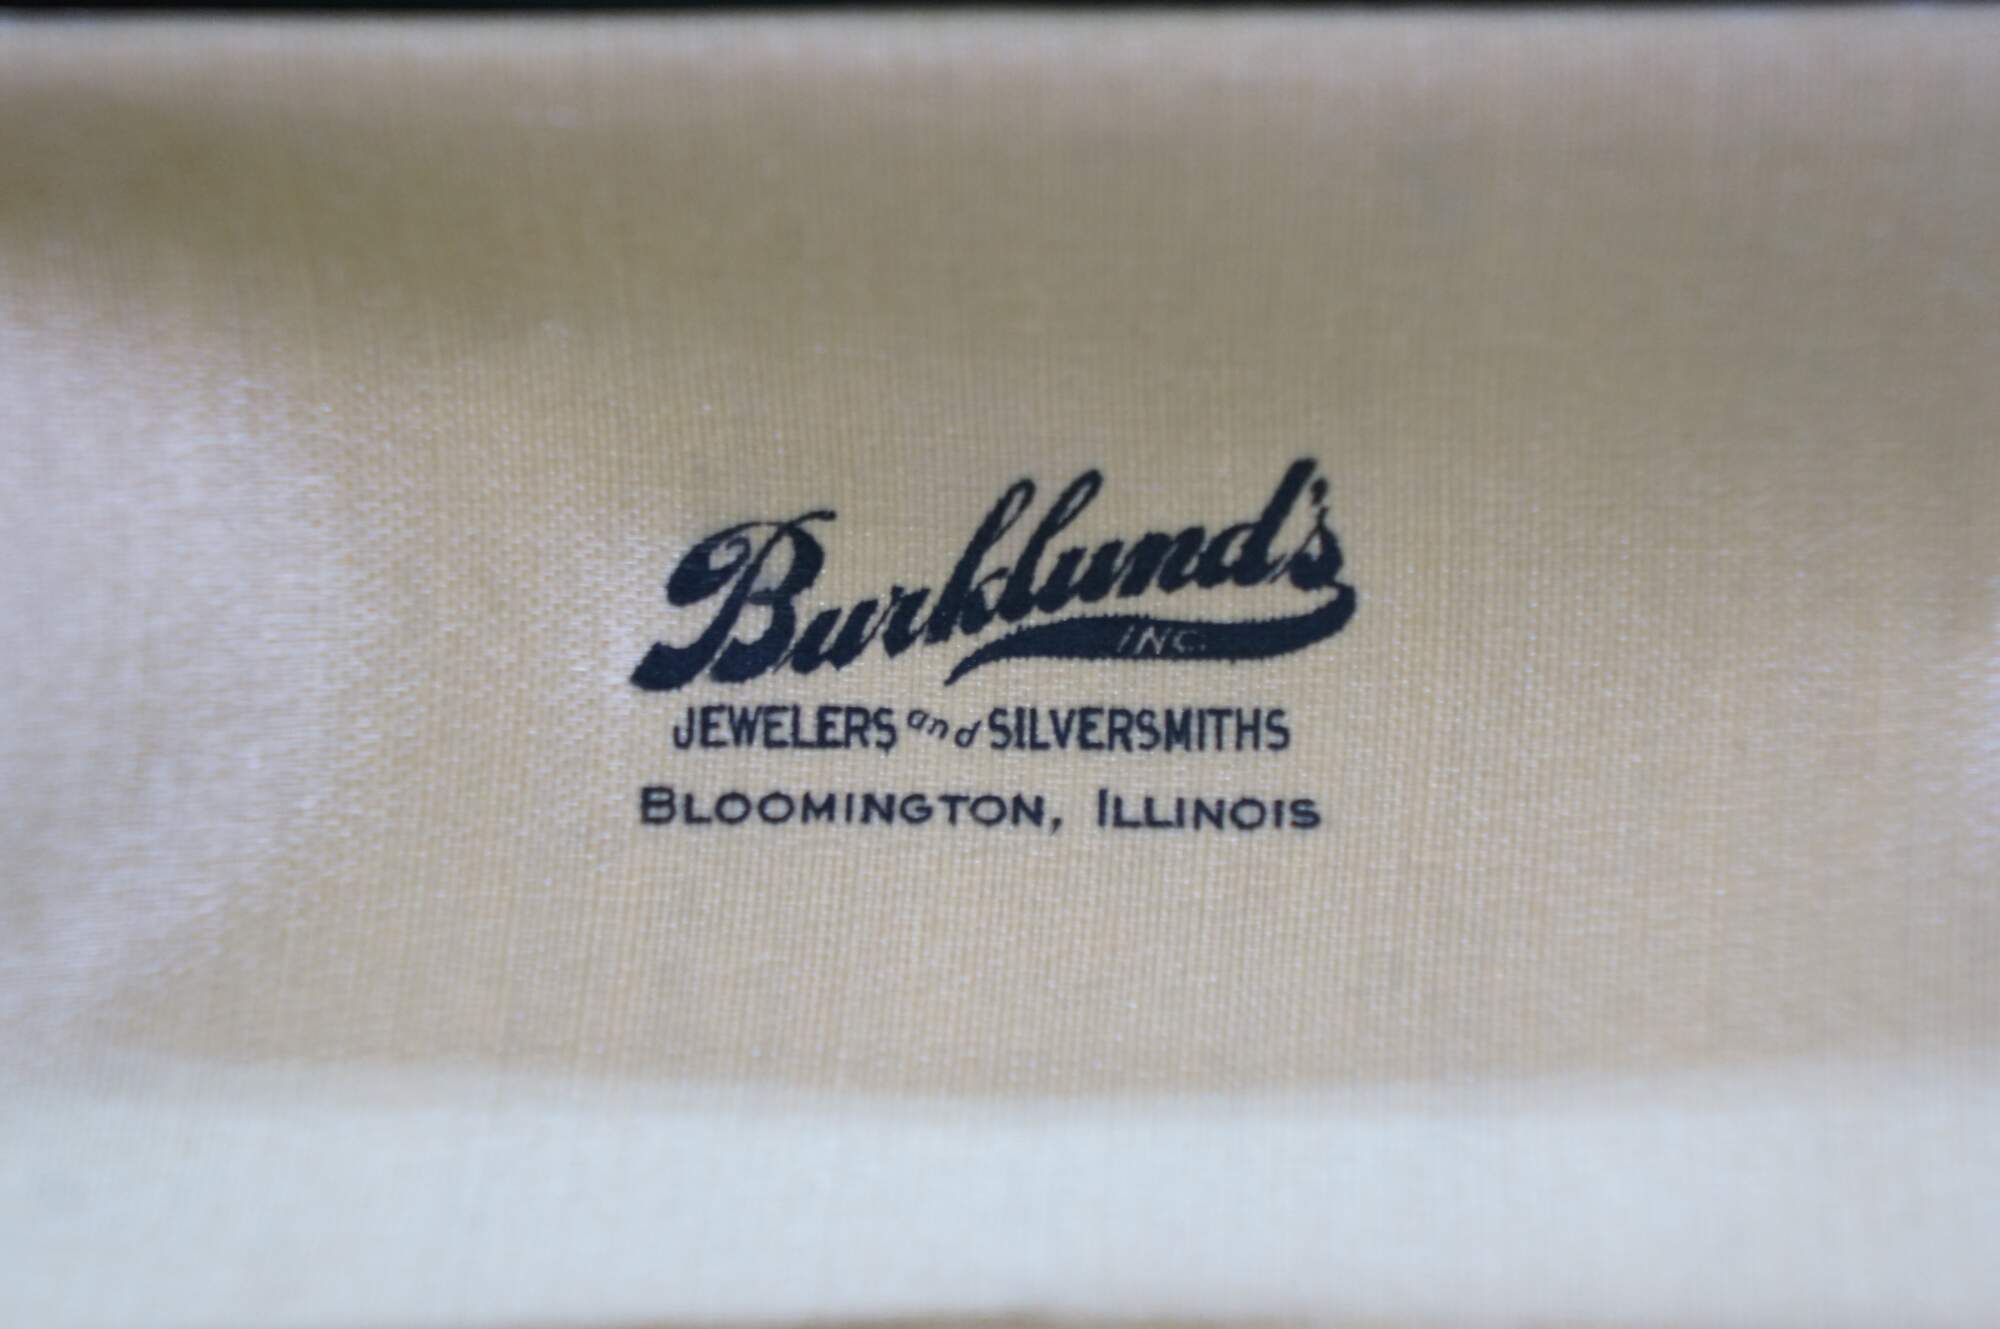 Burklund's
INC.
JEWELERS and SILVERSMITHS
BLOOMINGTON, ILLINOIS